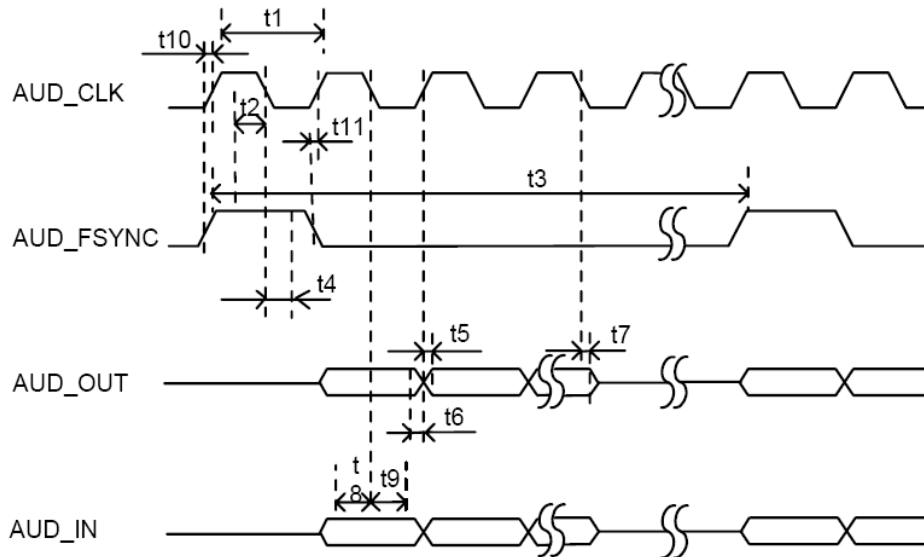 t1
t10
AUD_CLK
t2
t11
t3
AUD_FSYNC
t4
t5
t7
AUD_OUT
t6
t
8
t9
AUD_IN